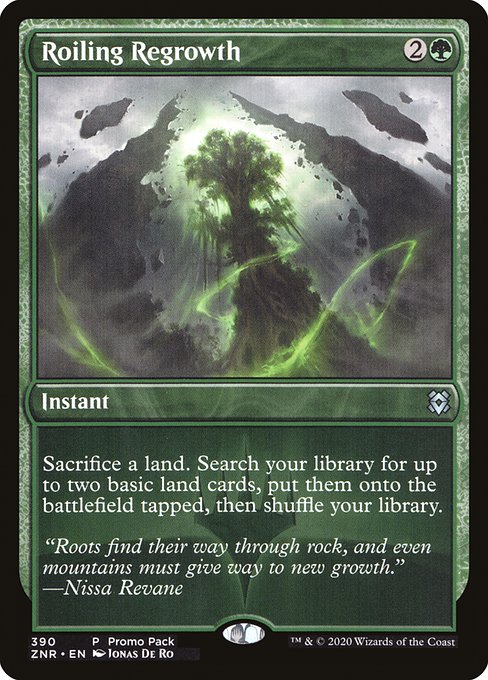 Roiling Regrowth 2
Instant
Sacrifice a land. Search your library for up
to two basic land cards, put them onto the
battlefield tapped, then shuffle your library.
“Roots find their way through rock, and even
mountains must give way to new growth.”
—Nissa Revane
390 P Promo Pack
ZNR • EN Jonas De Ro
™ & © 2020 Wizards of the Coast